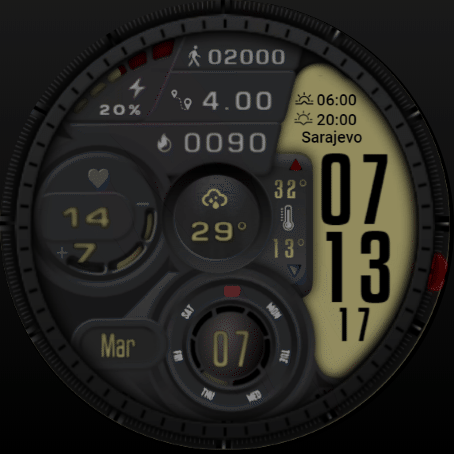 02000
20%
4.00
0090
06:00
20:00
Sarajevo
32°
07
14
29°
13
+7
13°
17
Mar
07
SAT
MON
TUE
WED
THU
FRI